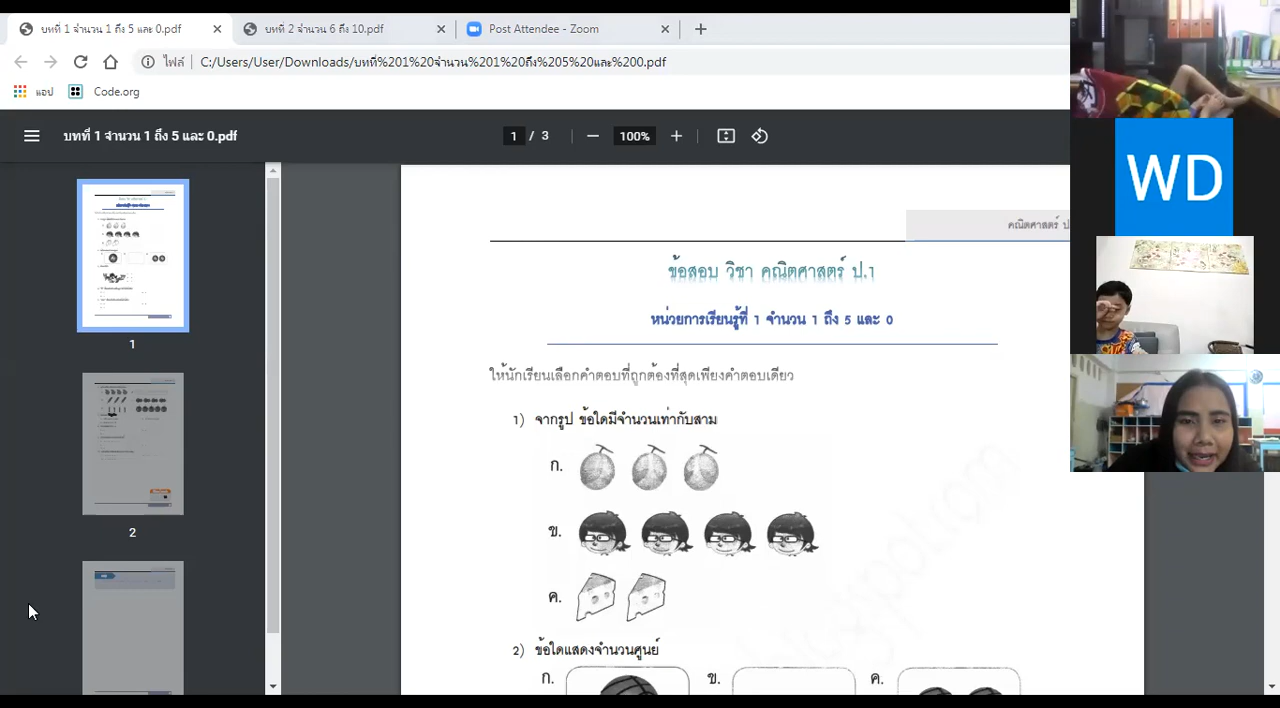 บทที่ 1 จำนวน 1 ถึง 5 และ 0.pdf
บทที่ 2 จำนวน 6 ถึง 10.pdf
Post Attendee - Zoom
ไฟล์
C:/Users/User/Downloads/บทที่%201%20จำนวน%201%20ถึง%205%20และ%200.pdf
แอป
Code.org
บทที่ 1 จำนวน 1 ถึง 5 และ 0.pdf
1 / 3
100%
WD
1
2
คณิตศาสตร์ ป
ข้อสอบ วิชา คณิตศาสตร์ ป.1
หน่วยการเรียนรู้ที่ 1 จำนวน 1 ถึง 5 และ 0
ให้นักเรียนเลือกคำตอบที่ถูกต้องที่สุดเพียงคำตอบเดียว
1) จากรูป ข้อใดมีจำนวนเท่ากับสาม
ก.
ข.
ค.
2) ข้อใดแสดงจำนวนศูนย์
ก. ข. ค.